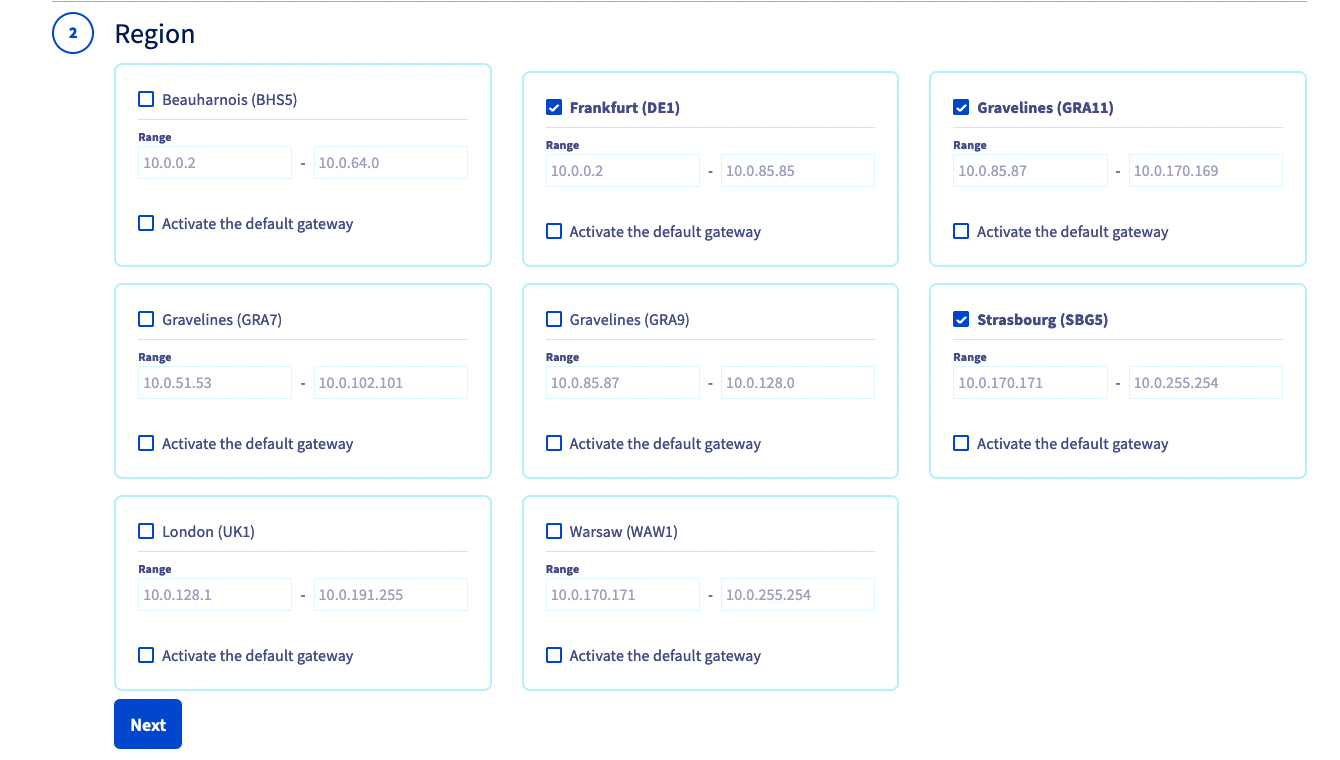 2
Region
Beauharnois (BHS5)
Range
10.0.0.2 - 10.0.64.0
Activate the default gateway
Frankfurt (DE1)
Range
10.0.0.2 - 10.0.85.85
Activate the default gateway
Gravelines (GRA11)
Range
10.0.85.87 - 10.0.170.169
Activate the default gateway
Gravelines (GRA7)
Range
10.0.51.53 - 10.0.102.101
Activate the default gateway
Gravelines (GRA9)
Range
10.0.85.87 - 10.0.128.0
Activate the default gateway
Strasbourg (SBG5)
Range
10.0.170.171 - 10.0.255.254
Activate the default gateway
London (UK1)
Range
10.0.128.1 - 10.0.191.255
Activate the default gateway
Warsaw (WAW1)
Range
10.0.170.171 - 10.0.255.254
Activate the default gateway
Next